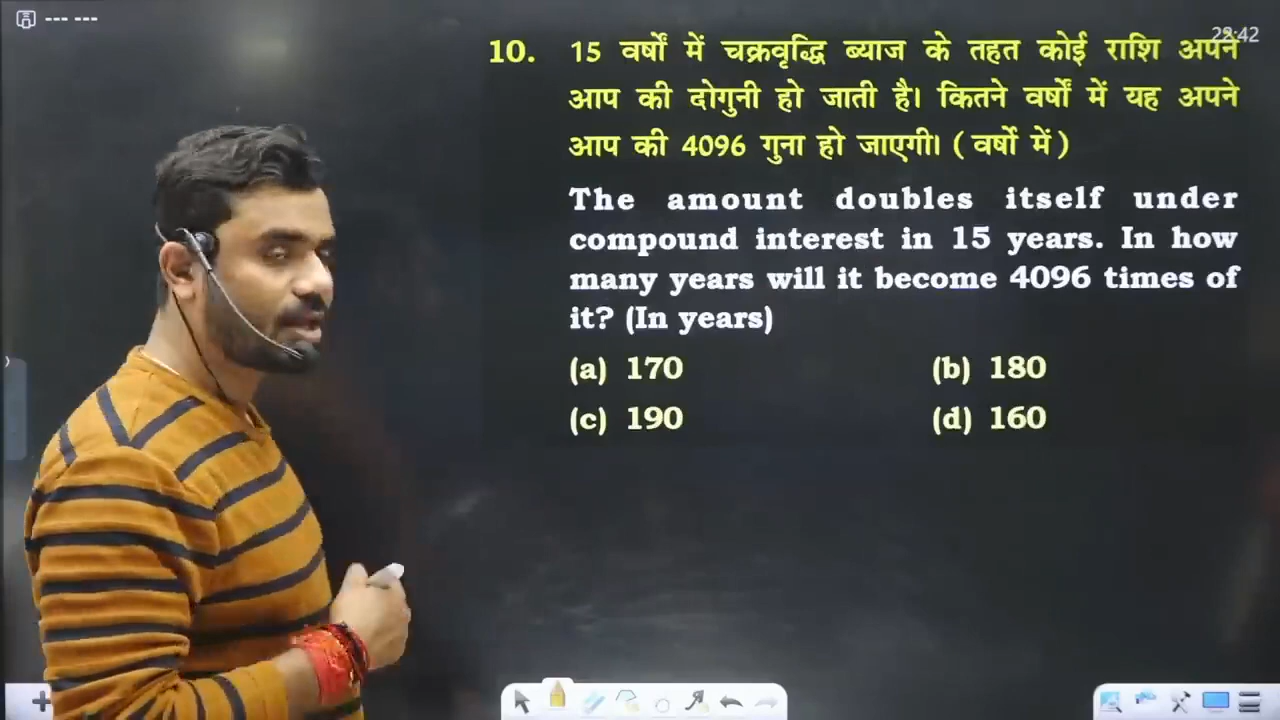 22:42
10. 15 वर्षों में चक्रवृद्धि ब्याज के तहत कोई राशि अपने
आप की दोगुनी हो जाती है। कितने वर्षों में यह अपने
आप की 4096 गुना हो जाएगी। (वर्षो में)
The amount doubles itself under
compound interest in 15 years. In how
many years will it become 4096 times of
it? (In years)
(a) 170 (b) 180
(c) 190 (d) 160